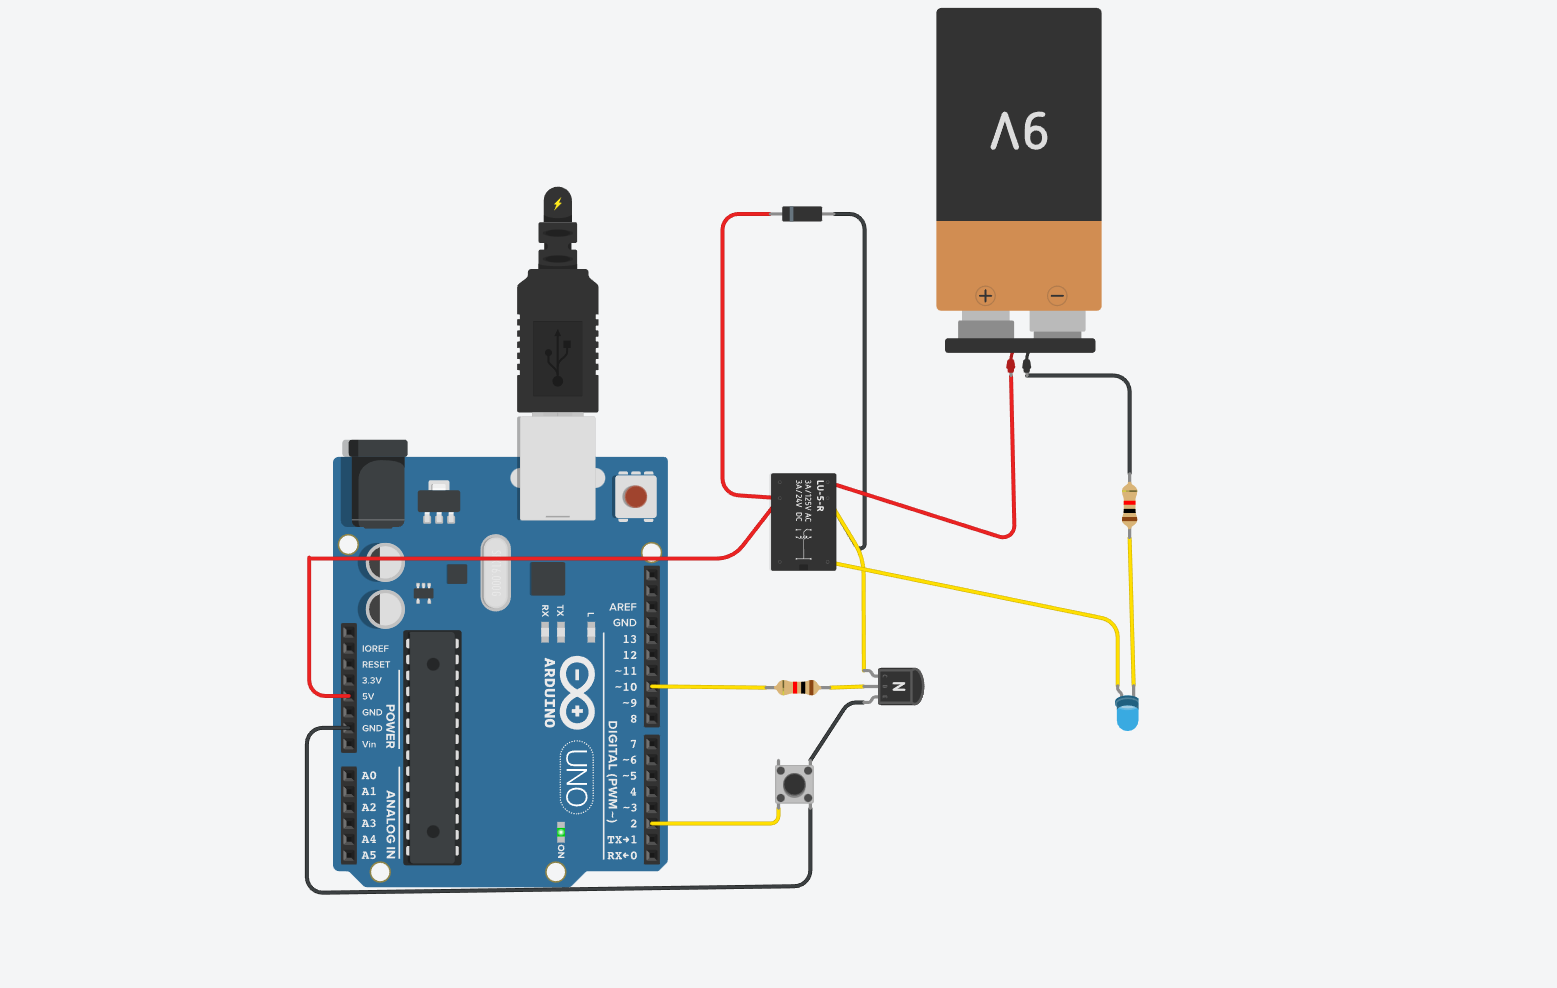 9V
+
−
LU-5-R
3A/125V AC
3A/24V DC
AREF
GND
13
12
~11
~10
~9
8
7
~6
~5
4
~3
2
TX→1
RX←0
DIGITAL (PWM~)
IOREF
RESET
3.3V
5V
GND
GND
Vin
POWER
A0
A1
A2
A3
A4
A5
ANALOG IN
RX
TX
L
ARDUINO
UNO
ON
N